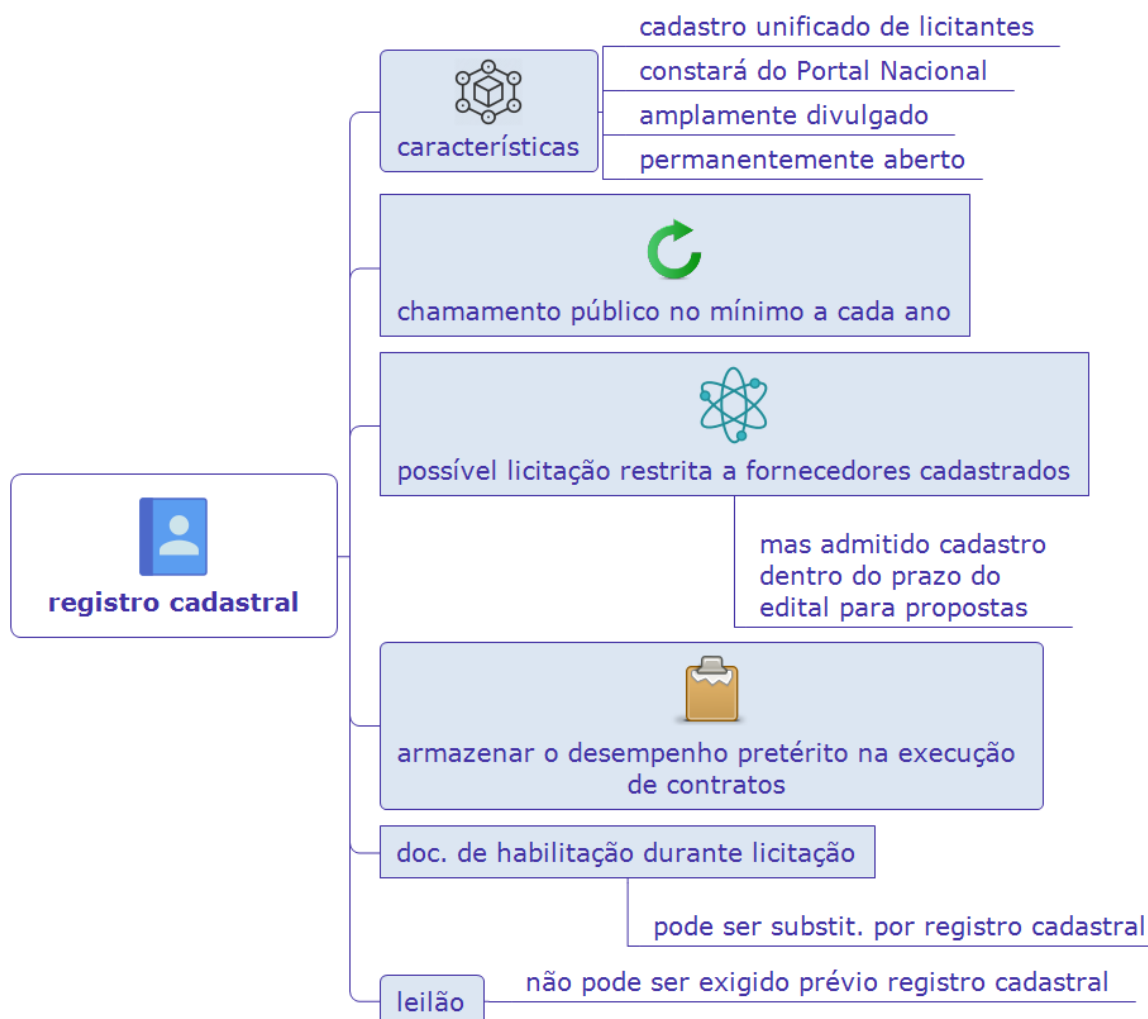 registro cadastral
características
cadastro unificado de licitantes
constará do Portal Nacional
amplamente divulgado
permanentemente aberto
chamamento público no mínimo a cada ano
possível licitação restrita a fornecedores cadastrados
mas admitido cadastro
dentro do prazo do
edital para propostas
armazenar o desempenho pretérito na execução
de contratos
doc. de habilitação durante licitação
pode ser substit. por registro cadastral
leilão
não pode ser exigido prévio registro cadastral